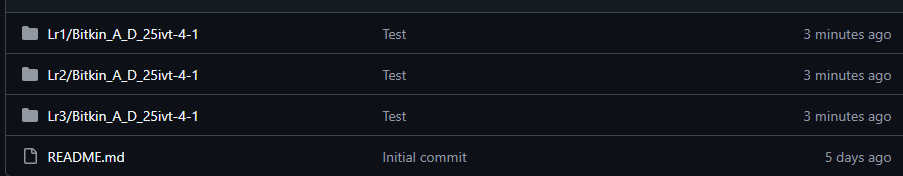 Lr1/Bitkin_A_D_25ivt-4-1 Test 3 minutes ago
Lr2/Bitkin_A_D_25ivt-4-1 Test 3 minutes ago
Lr3/Bitkin_A_D_25ivt-4-1 Test 3 minutes ago
README.md Initial commit 5 days ago